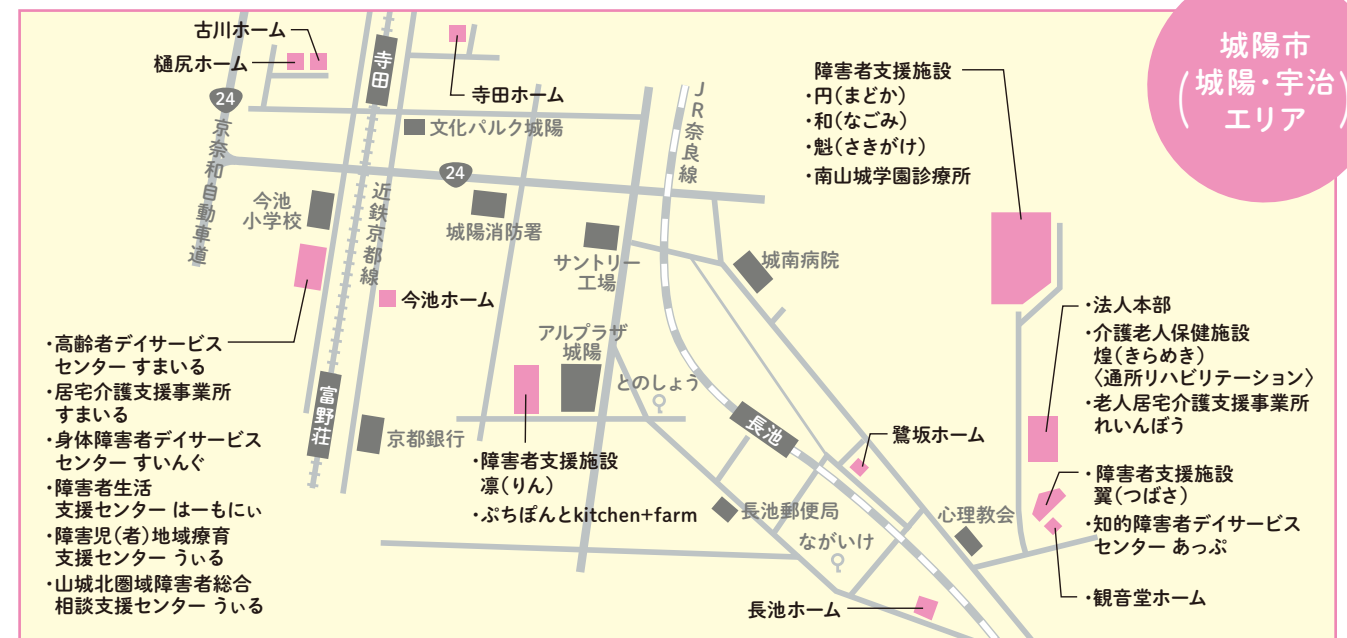 城陽市
(城陽・宇治)
エリア
古川ホーム
樋尻ホーム
寺田
寺田ホーム
24
京奈和自動車道
文化パルク城陽
JR奈良線
24
近鉄京都線
今池
小学校
城陽消防署
サントリー
工場
城南病院
今池ホーム
障害者支援施設
・円(まどか)
・和(なごみ)
・魁(さきがけ)
・南山城学園診療所
・高齢者デイサービス
センター すまいる
・居宅介護支援事業所
すまいる
・身体障害者デイサービス
センター すいんぐ
・障害者生活
支援センター はーもにぃ
・障害児(者)地域療育
支援センター うぃる
・山城北圏域障害者総合
相談支援センター うぃる
富野荘
京都銀行
アルプラザ
城陽
とのしょう
・障害者支援施設
凛(りん)
・ぷちぽんとkitchen+farm
長池
鷺坂ホーム
長池郵便局
ながいけ
心理教会
長池ホーム
・法人本部
・介護老人保健施設
煌(きらめき)
〈通所リハビリテーション〉
・老人居宅介護支援事業所
れいんぼう
・障害者支援施設
翼(つばさ)
・知的障害者デイサービス
センター あっぷ
・観音堂ホーム